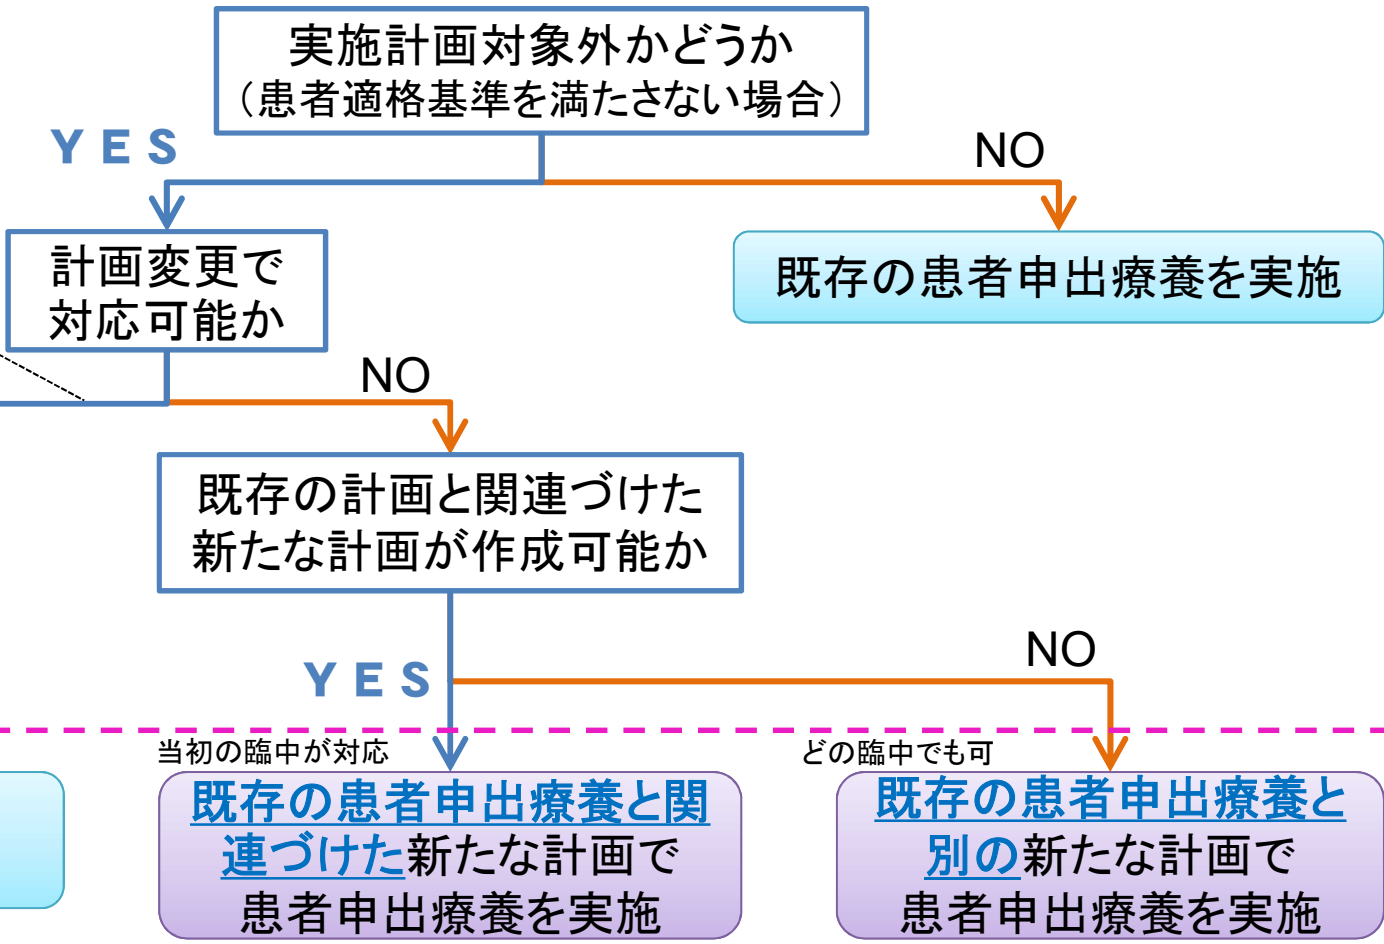 実施計画対象外かどうか
（患者適格基準を満たさない場合）
ＹＥＳ
NO
計画変更で
対応可能か
既存の患者申出療養を実施
NO
既存の計画と関連づけた
新たな計画が作成可能か
ＹＥＳ
NO
当初の臨中が対応
どの臨中でも可
既存の患者申出療養と関
連づけた新たな計画で
患者申出療養を実施
既存の患者申出療養と
別の新たな計画で
患者申出療養を実施